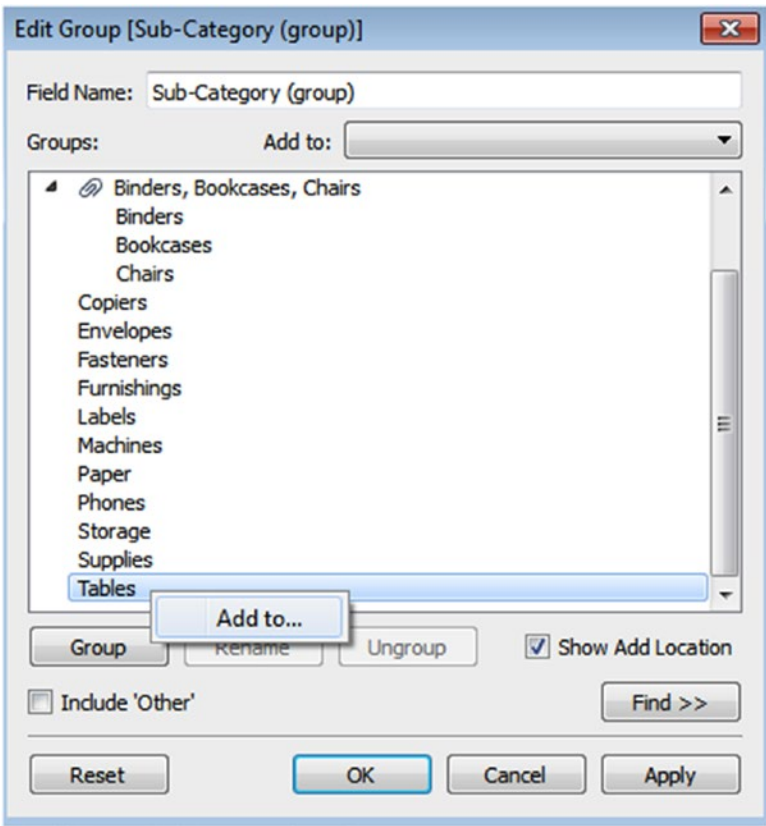 Edit Group [Sub-Category (group)]
Field Name: Sub-Category (group)
Groups: Add to:
Binders, Bookcases, Chairs
Binders
Bookcases
Chairs
Copiers
Envelopes
Fasteners
Furnishings
Labels
Machines
Paper
Phones
Storage
Supplies
Tables
Add to...
Group Rename Ungroup Show Add Location
Include 'Other' Find >>
Reset OK Cancel Apply